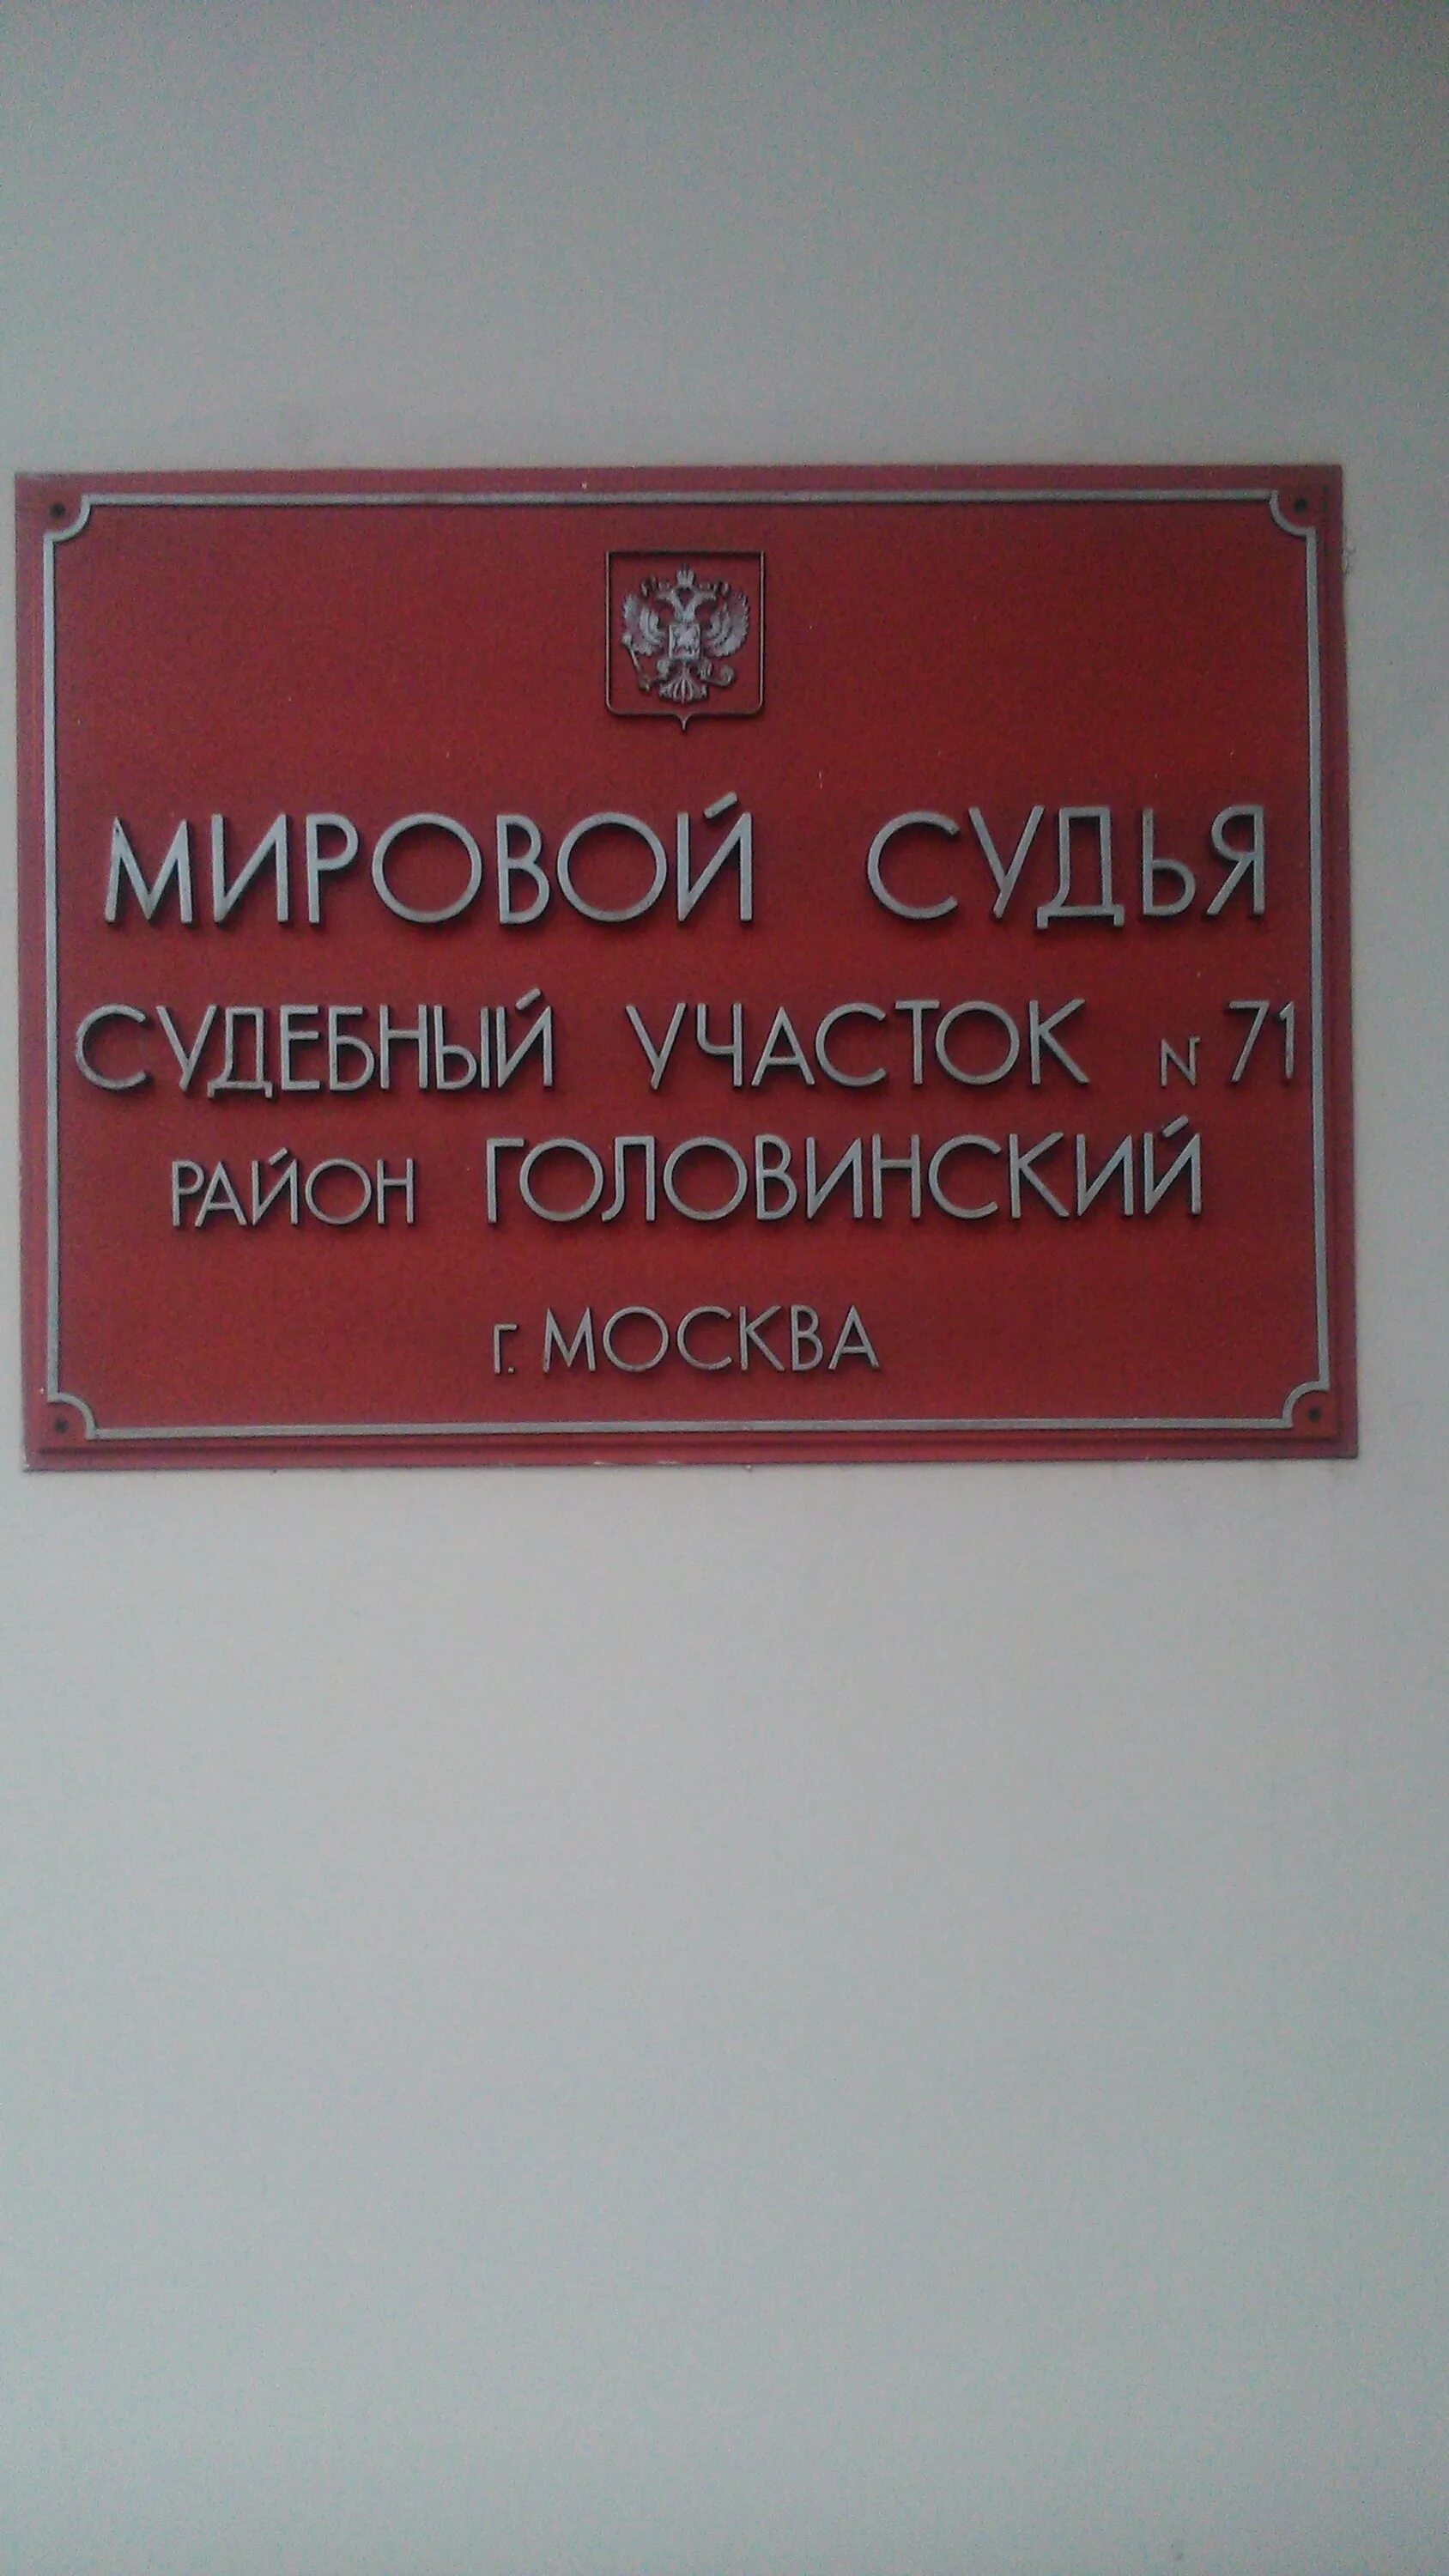 МИРОВОЙ СУДЬЯ
СУДЕБНЫЙ УЧАСТОК N 71
РАЙОН ГОЛОВИНСКИЙ
г. МОСКВА